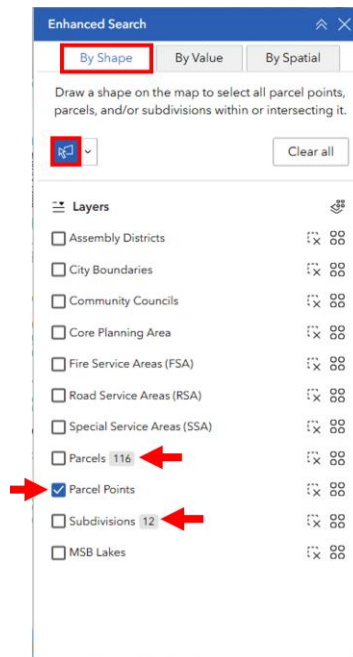 Enhanced Search
By Shape By Value By Spatial
Draw a shape on the map to select all parcel points,
parcels, and/or subdivisions within or intersecting it.
Clear all
Layers
Assembly Districts
City Boundaries
Community Councils
Core Planning Area
Fire Service Areas (FSA)
Road Service Areas (RSA)
Special Service Areas (SSA)
Parcels 116
Parcel Points
Subdivisions 12
MSB Lakes